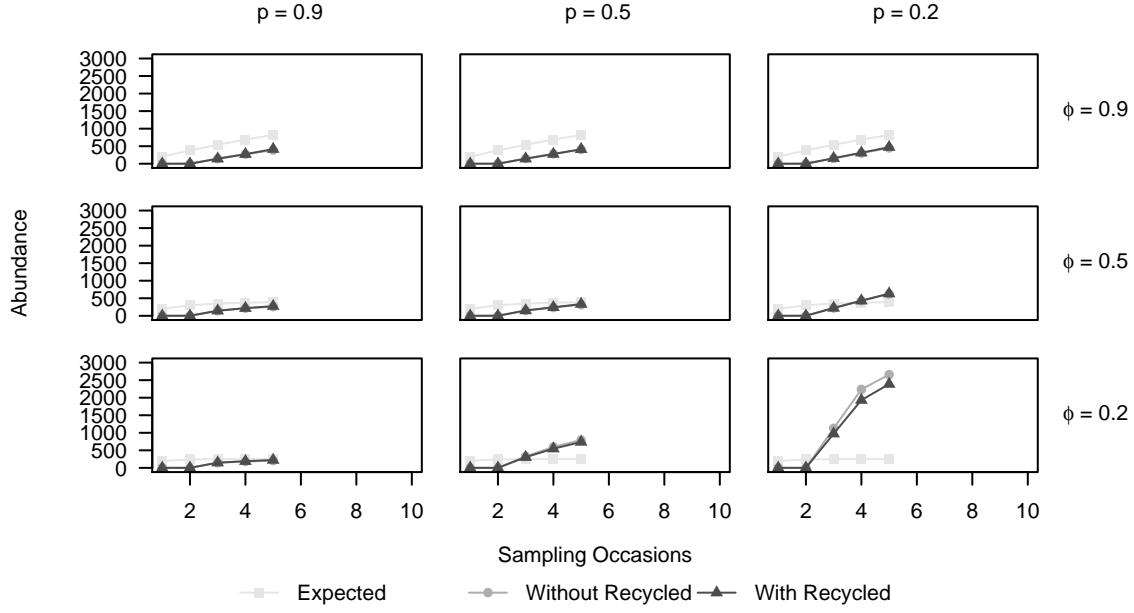 p = 0.9 p = 0.5 p = 0.2
3000
2500
2000
1500
1000
500
0
ϕ = 0.9
3000
2500
2000
1500
1000
500
0
ϕ = 0.5
3000
2500
2000
1500
1000
500
0
ϕ = 0.2
Abundance
2 4 6 8 10 2 4 6 8 10 2 4 6 8 10
Sampling Occasions
Expected Without Recycled With Recycled